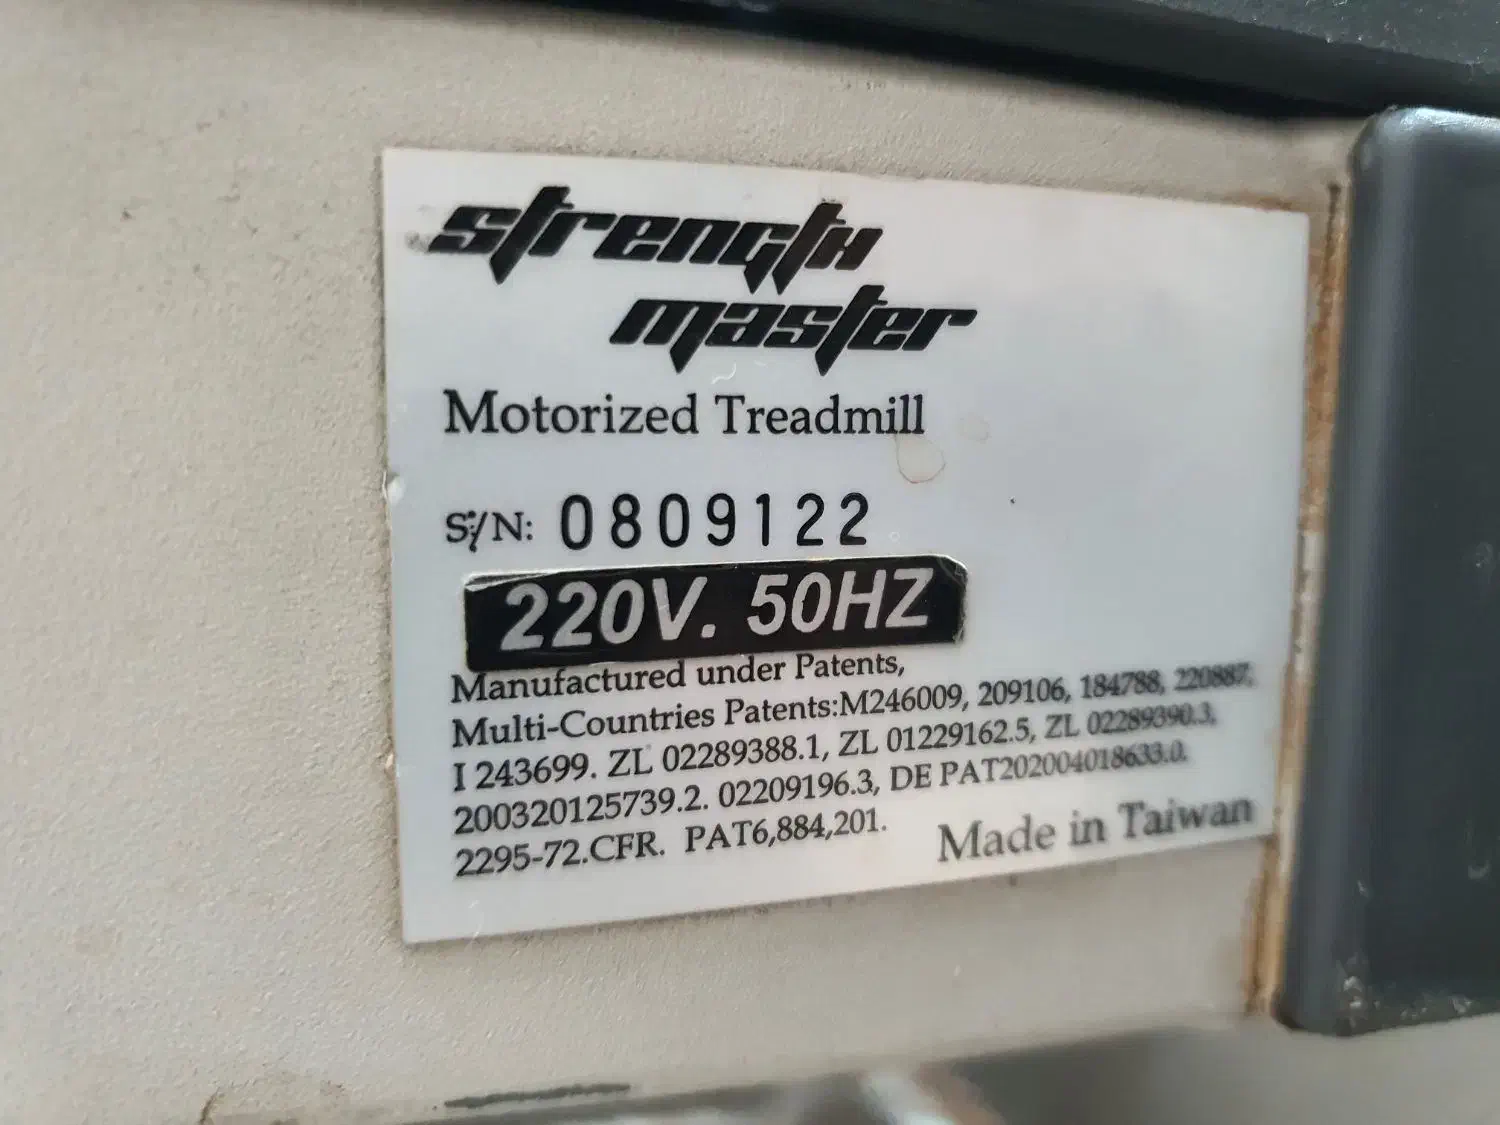 strength
master
Motorized Treadmill
S/N: 0809122
220V. 50HZ
Manufactured under Patents,
Multi-Countries Patents:M246009, 209106, 184788, 220887,
I 243699. ZL 02289388.1, ZL 01229162.5, ZL 02289390.3,
200320125739.2. 02209196.3, DE PAT202004018633.0.
2295-72.CFR. PAT6,884,201.
Made in Taiwan